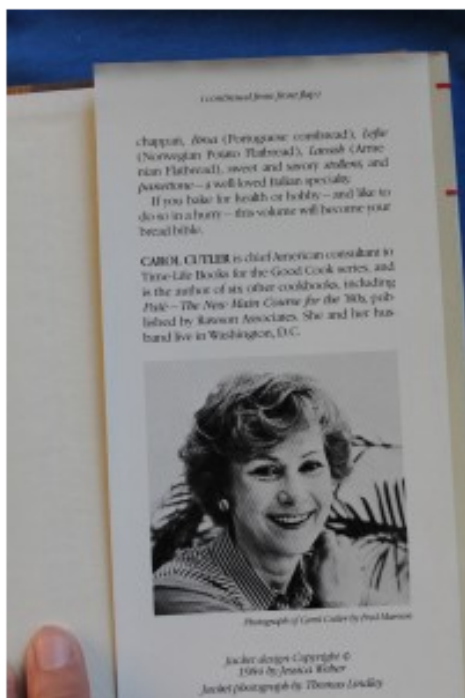 (continued from front flap)
chappati, Broa (Portuguese cornbread), Lefse
(Norwegian Potato Flatbread), Lavash (Arme-
nian Flatbread), sweet and savory stollens, and
panettone—a well-loved Italian specialty.
If you bake for health or hobby—and like to
do so in a hurry—this volume will become your
bread bible.
CAROL CUTLER is chief American consultant to
Time-Life Books for the Good Cook series, and
is the author of six other cookbooks, including
Pâté—The New Main Course for the '80s, pub-
lished by Rawson Associates. She and her hus-
band live in Washington, D.C.
Photograph of Carol Cutler by Fred
Jacket design Copyright ©
1984 by Jessica Weber
Jacket photograph by Thomas Lindley